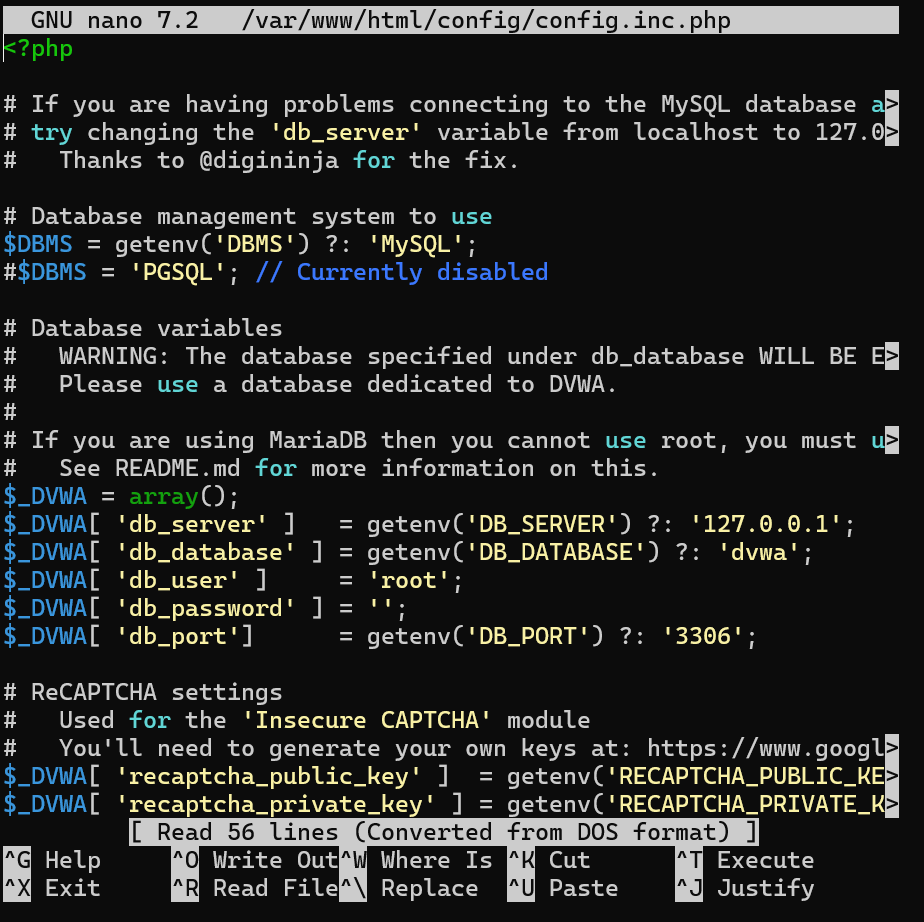 GNU nano 7.2   /var/www/html/config/config.inc.php
<?php

# If you are having problems connecting to the MySQL database a>
# try changing the 'db_server' variable from localhost to 127.0>
#   Thanks to @digininja for the fix.

# Database management system to use
$DBMS = getenv('DBMS') ?: 'MySQL';
#$DBMS = 'PGSQL'; // Currently disabled

# Database variables
#   WARNING: The database specified under db_database WILL BE E>
#   Please use a database dedicated to DVWA.
#
# If you are using MariaDB then you cannot use root, you must u>
#   See README.md for more information on this.
$_DVWA = array();
$_DVWA[ 'db_server' ]   = getenv('DB_SERVER') ?: '127.0.0.1';
$_DVWA[ 'db_database' ] = getenv('DB_DATABASE') ?: 'dvwa';
$_DVWA[ 'db_user' ]     = 'root';
$_DVWA[ 'db_password' ] = '';
$_DVWA[ 'db_port']      = getenv('DB_PORT') ?: '3306';

# ReCAPTCHA settings
#   Used for the 'Insecure CAPTCHA' module
#   You'll need to generate your own keys at: https://www.googl>
$_DVWA[ 'recaptcha_public_key' ]  = getenv('RECAPTCHA_PUBLIC_KE>
$_DVWA[ 'recaptcha_private_key' ] = getenv('RECAPTCHA_PRIVATE_K>
[ Read 56 lines (Converted from DOS format) ]
^G Help     ^O Write Out^W Where Is ^K Cut      ^T Execute
^X Exit     ^R Read File^\ Replace  ^U Paste    ^J Justify